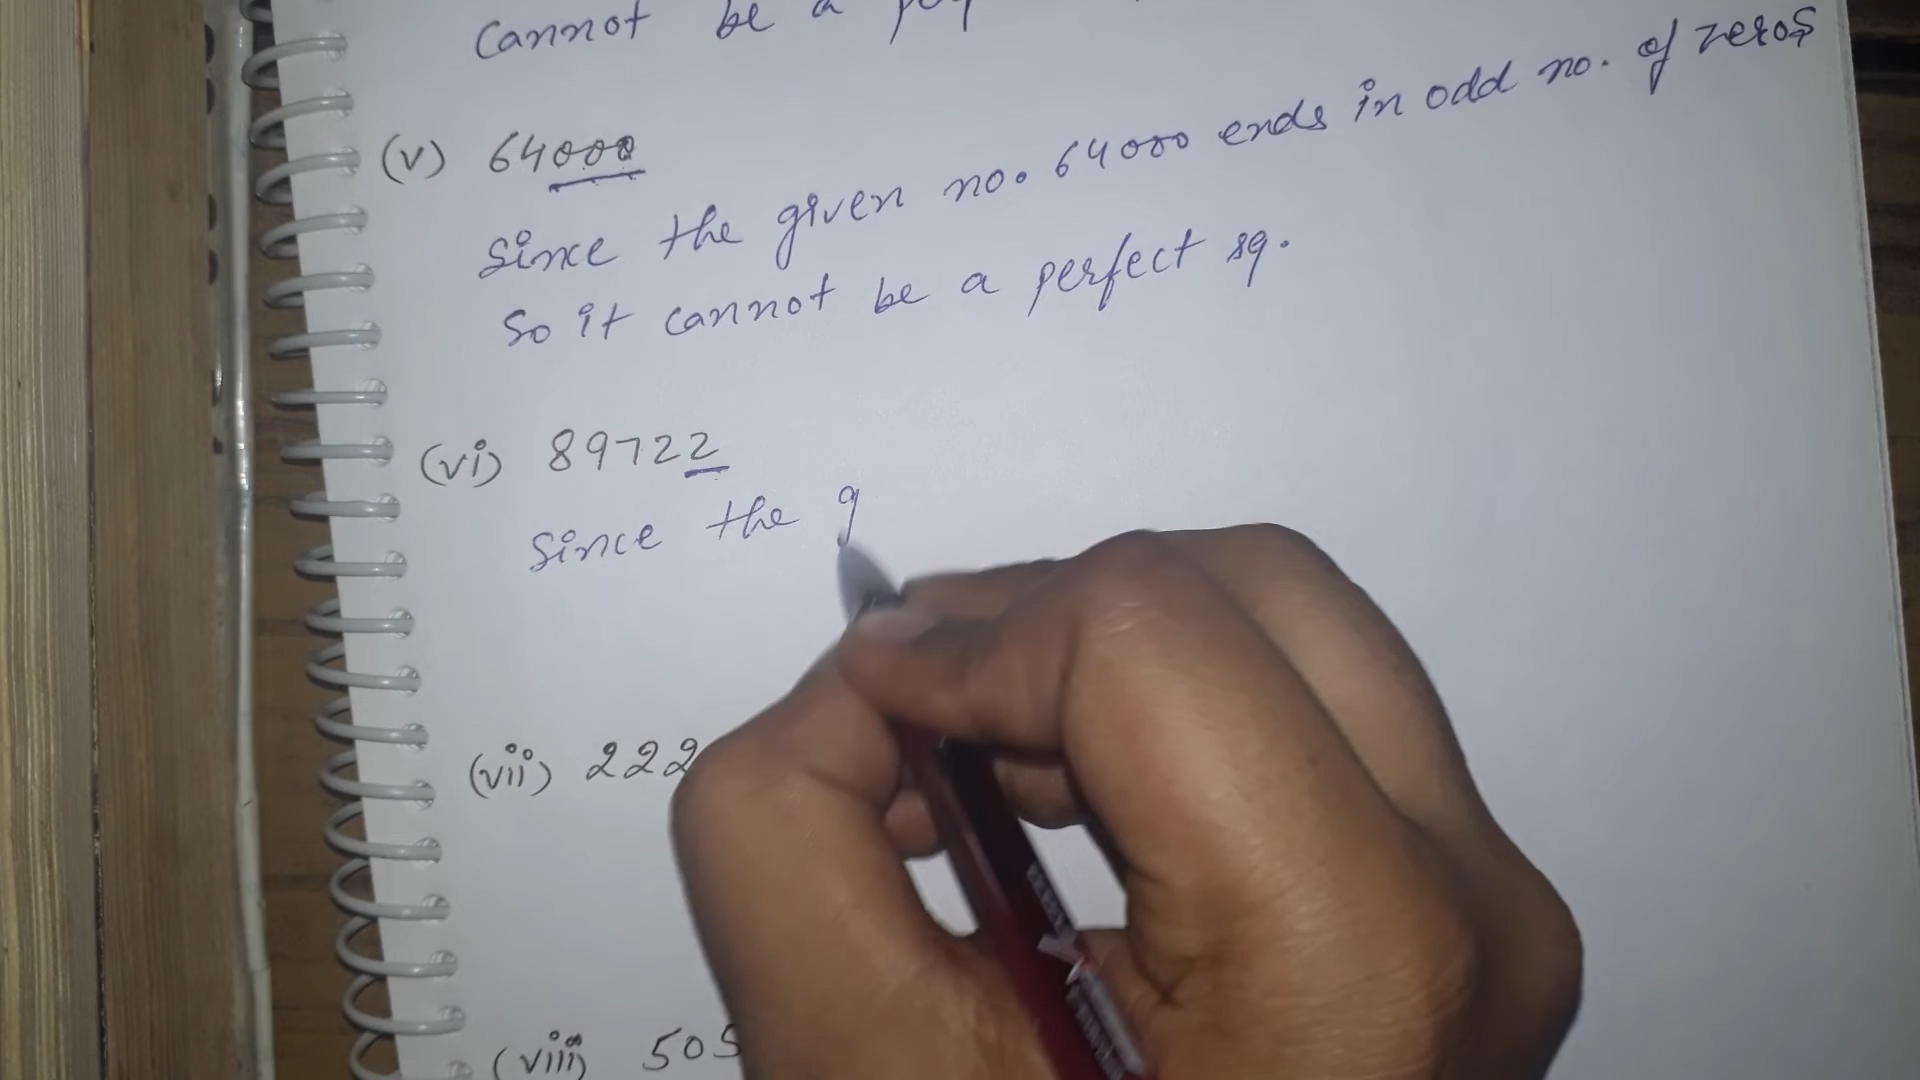 cannot be a
(v) 64000
Since the given no. 64000 ends in odd no. of zeros
So it cannot be a perfect sq.
(vi) 89722
Since the g
(vii) 222
(viii) 505